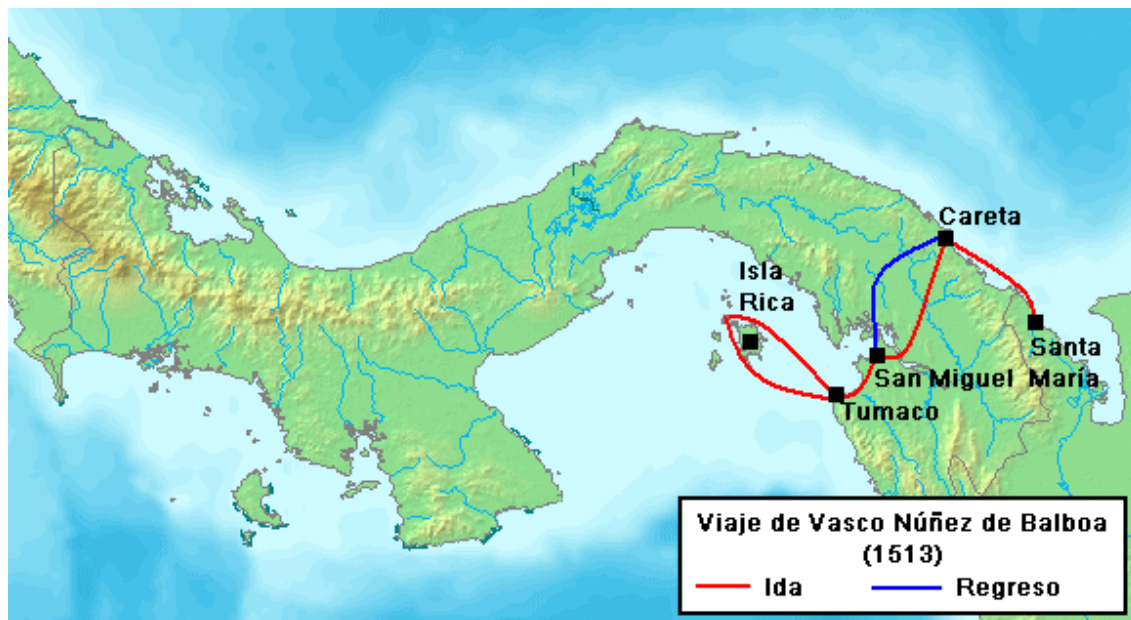 Careta
Isla
Rica
Santa
María
San Miguel
Tumaco
Viaje de Vasco Núñez de Balboa
(1513)
Ida
Regreso